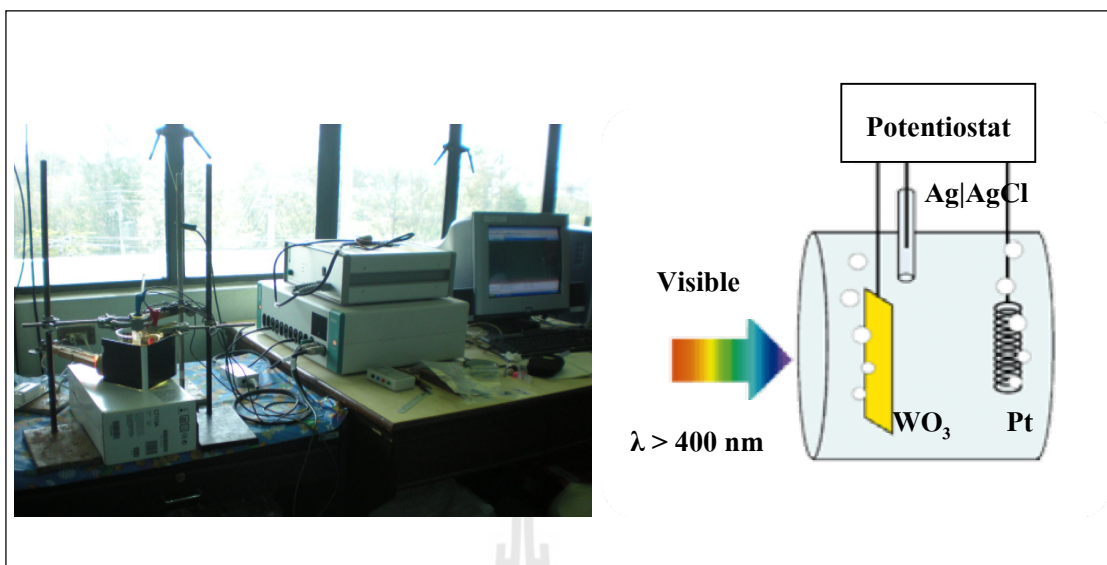 Potentiostat
Ag|AgCl
Visible
λ > 400 nm
WO₃
Pt